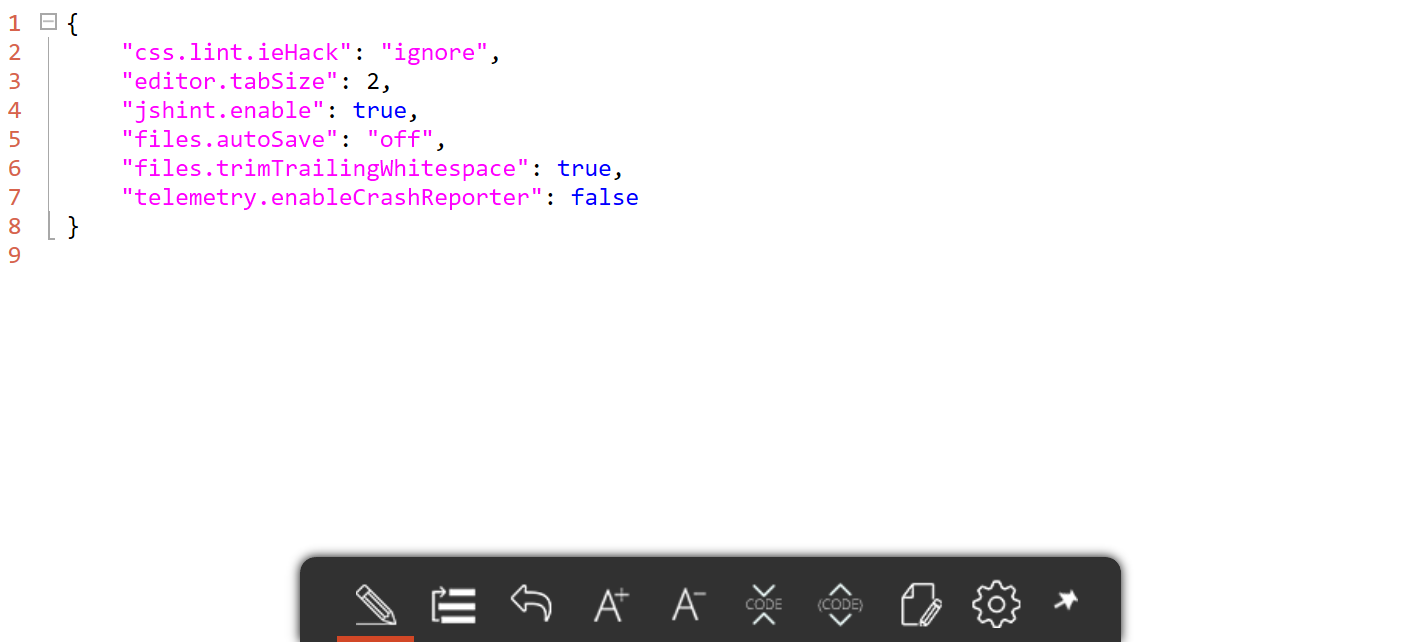 1 {
2 "css.lint.ieHack": "ignore",
3 "editor.tabSize": 2,
4 "jshint.enable": true,
5 "files.autoSave": "off",
6 "files.trimTrailingWhitespace": true,
7 "telemetry.enableCrashReporter": false
8 }
9
A+ A- CODE (CODE)